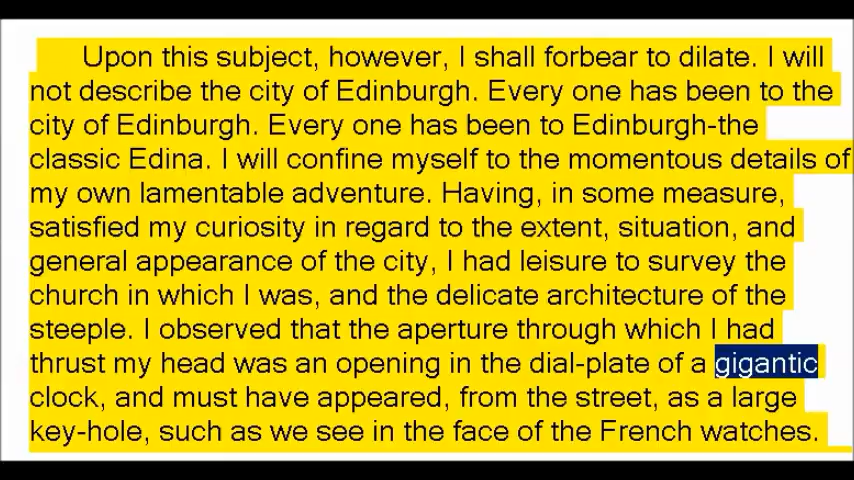 Upon this subject, however, I shall forbear to dilate. I will
not describe the city of Edinburgh. Every one has been to the
city of Edinburgh. Every one has been to Edinburgh-the
classic Edina. I will confine myself to the momentous details of
my own lamentable adventure. Having, in some measure,
satisfied my curiosity in regard to the extent, situation, and
general appearance of the city, I had leisure to survey the
church in which I was, and the delicate architecture of the
steeple. I observed that the aperture through which I had
thrust my head was an opening in the dial-plate of a gigantic
clock, and must have appeared, from the street, as a large
key-hole, such as we see in the face of the French watches.